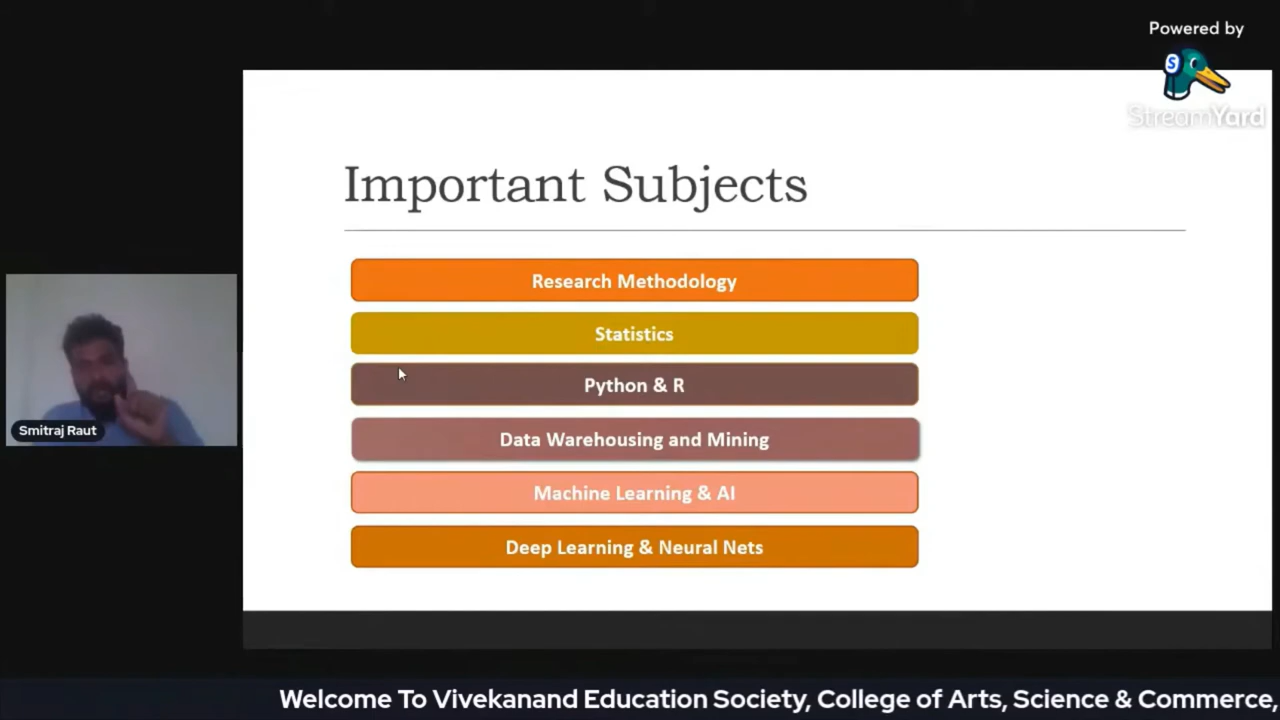 Powered by
S
StreamYard
Important Subjects
Research Methodology
Statistics
Python & R
Data Warehousing and Mining
Machine Learning & AI
Deep Learning & Neural Nets
Smitraj Raut
Welcome To Vivekanand Education Society, College of Arts, Science & Commerce,